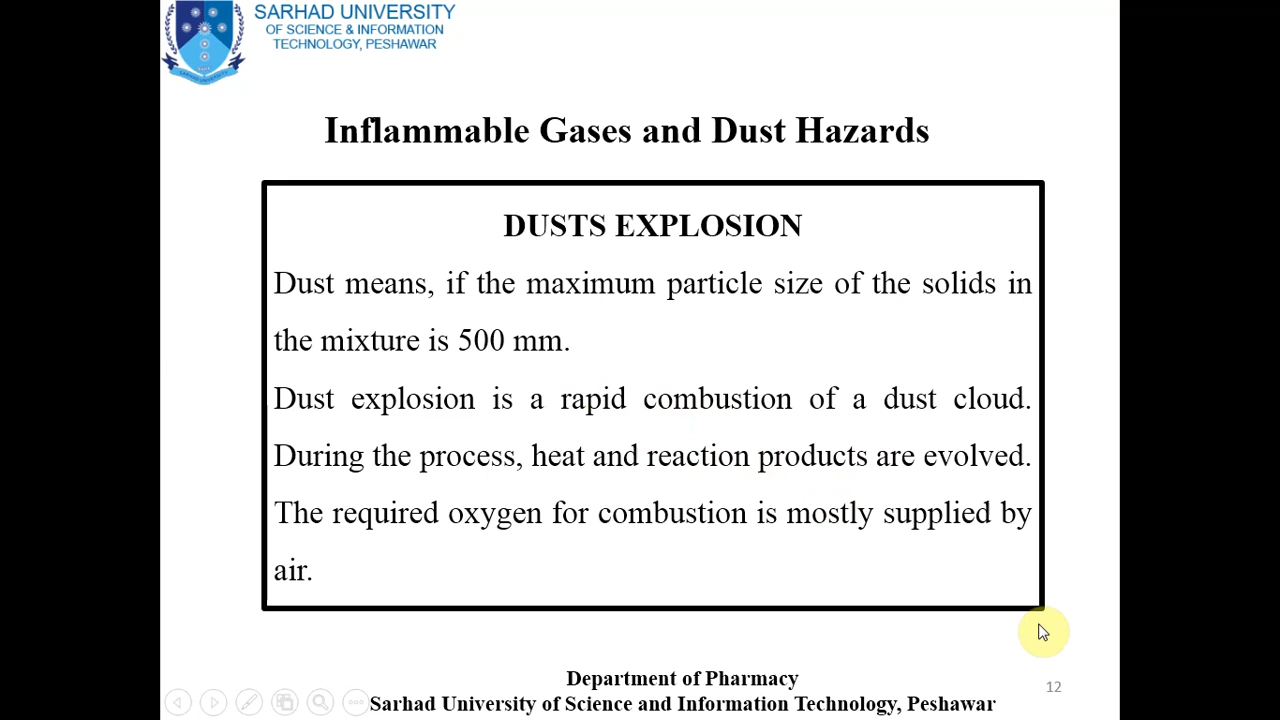 SARHAD UNIVERSITY
OF SCIENCE & INFORMATION
TECHNOLOGY, PESHAWAR
SARHAD UNIVERSITY
Inflammable Gases and Dust Hazards
DUSTS EXPLOSION
Dust means, if the maximum particle size of the solids in
the mixture is 500 mm.
Dust explosion is a rapid combustion of a dust cloud.
During the process, heat and reaction products are evolved.
The required oxygen for combustion is mostly supplied by
air.
Department of Pharmacy
12
Sarhad University of Science and Information Technology, Peshawar